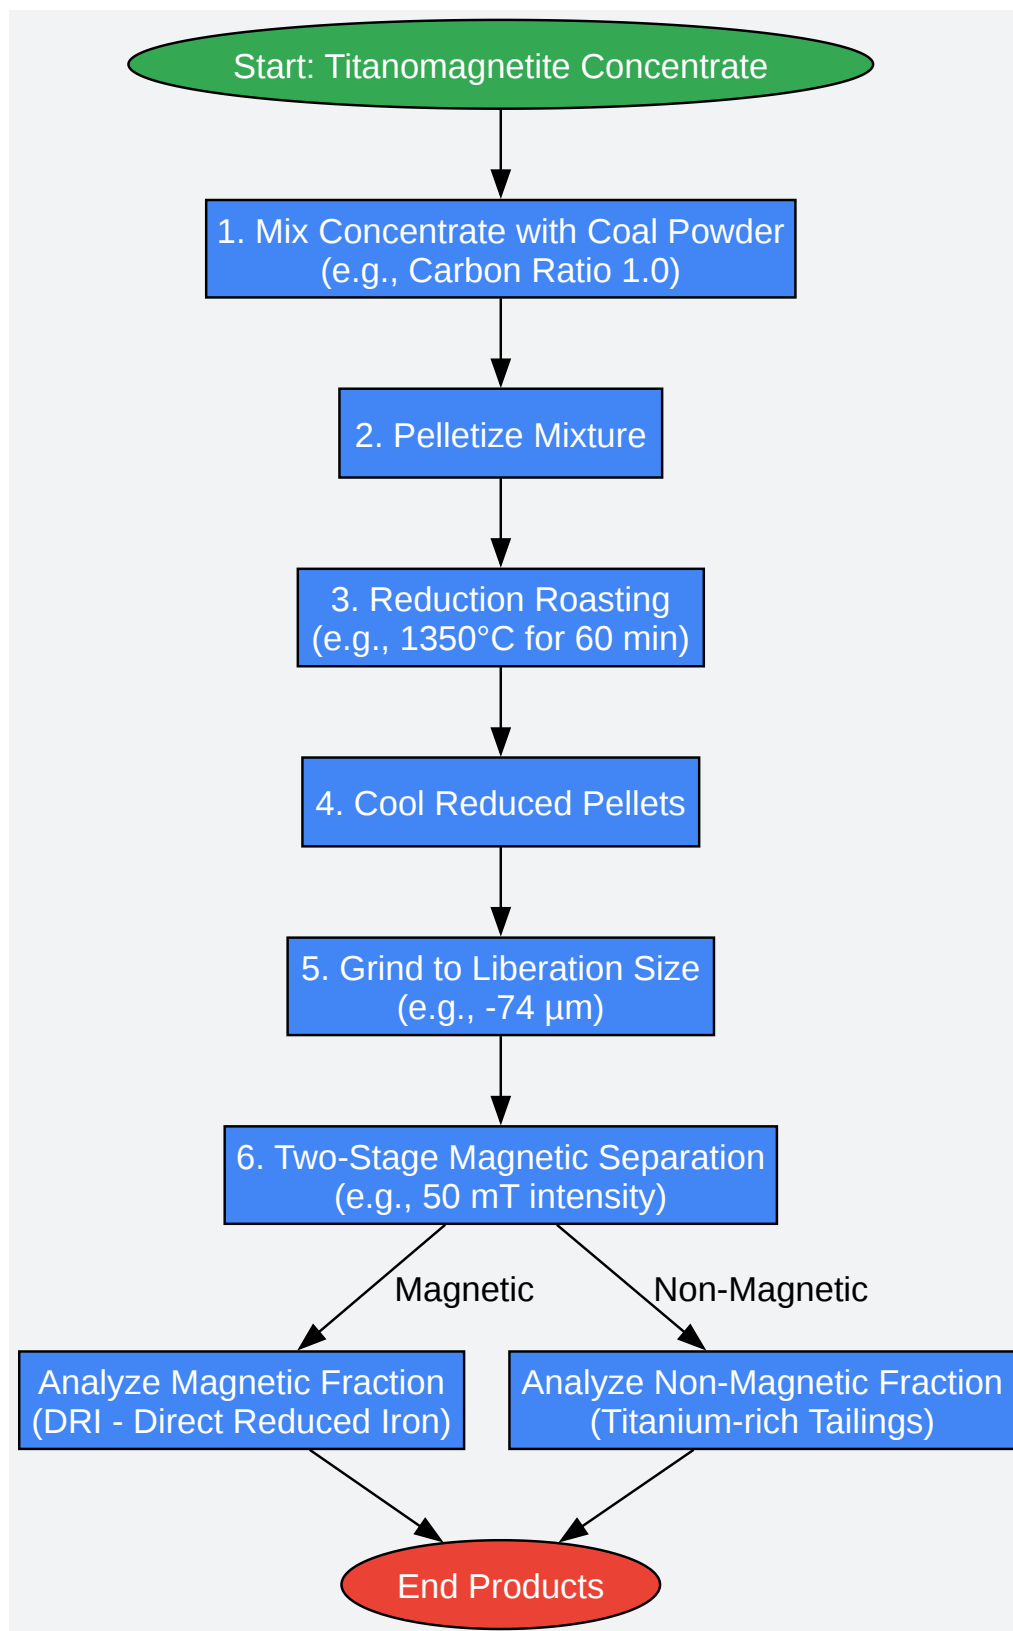 Start: Titanomagnetite Concentrate
1. Mix Concentrate with Coal Powder
(e.g., Carbon Ratio 1.0)
2. Pelletize Mixture
3. Reduction Roasting
(e.g., 1350°C for 60 min)
4. Cool Reduced Pellets
5. Grind to Liberation Size
(e.g., -74 µm)
6. Two-Stage Magnetic Separation
(e.g., 50 mT intensity)
Magnetic
Non-Magnetic
Analyze Magnetic Fraction
(DRI - Direct Reduced Iron)
Analyze Non-Magnetic Fraction
(Titanium-rich Tailings)
End Products